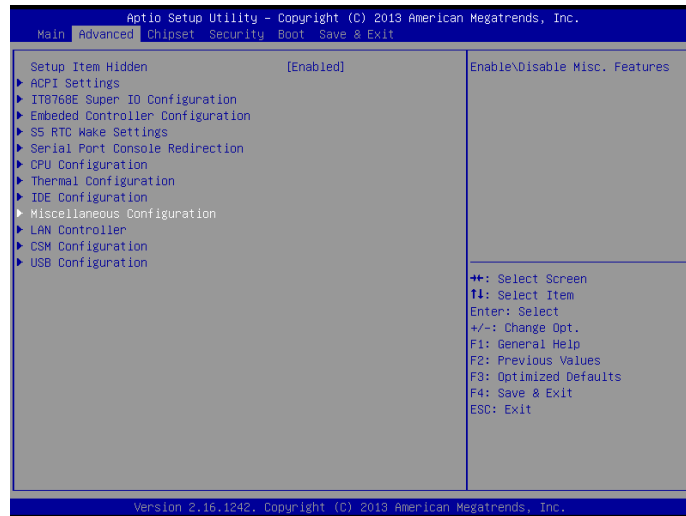 Aptio Setup Utility – Copyright (C) 2013 American Megatrends, Inc.
Main Advanced Chipset Security Boot Save & Exit
Setup Item Hidden [Enabled]
▶ ACPI Settings
▶ IT8768E Super IO Configuration
▶ Embeded Controller Configuration
▶ S5 RTC Wake Settings
▶ Serial Port Console Redirection
▶ CPU Configuration
▶ Thermal Configuration
▶ IDE Configuration
▶ Miscellaneous Configuration
▶ LAN Controller
▶ CSM Configuration
▶ USB Configuration
Enable\Disable Misc. Features
→←: Select Screen
↑↓: Select Item
Enter: Select
+/-: Change Opt.
F1: General Help
F2: Previous Values
F3: Optimized Defaults
F4: Save & Exit
ESC: Exit
Version 2.16.1242. Copyright (C) 2013 American Megatrends, Inc.